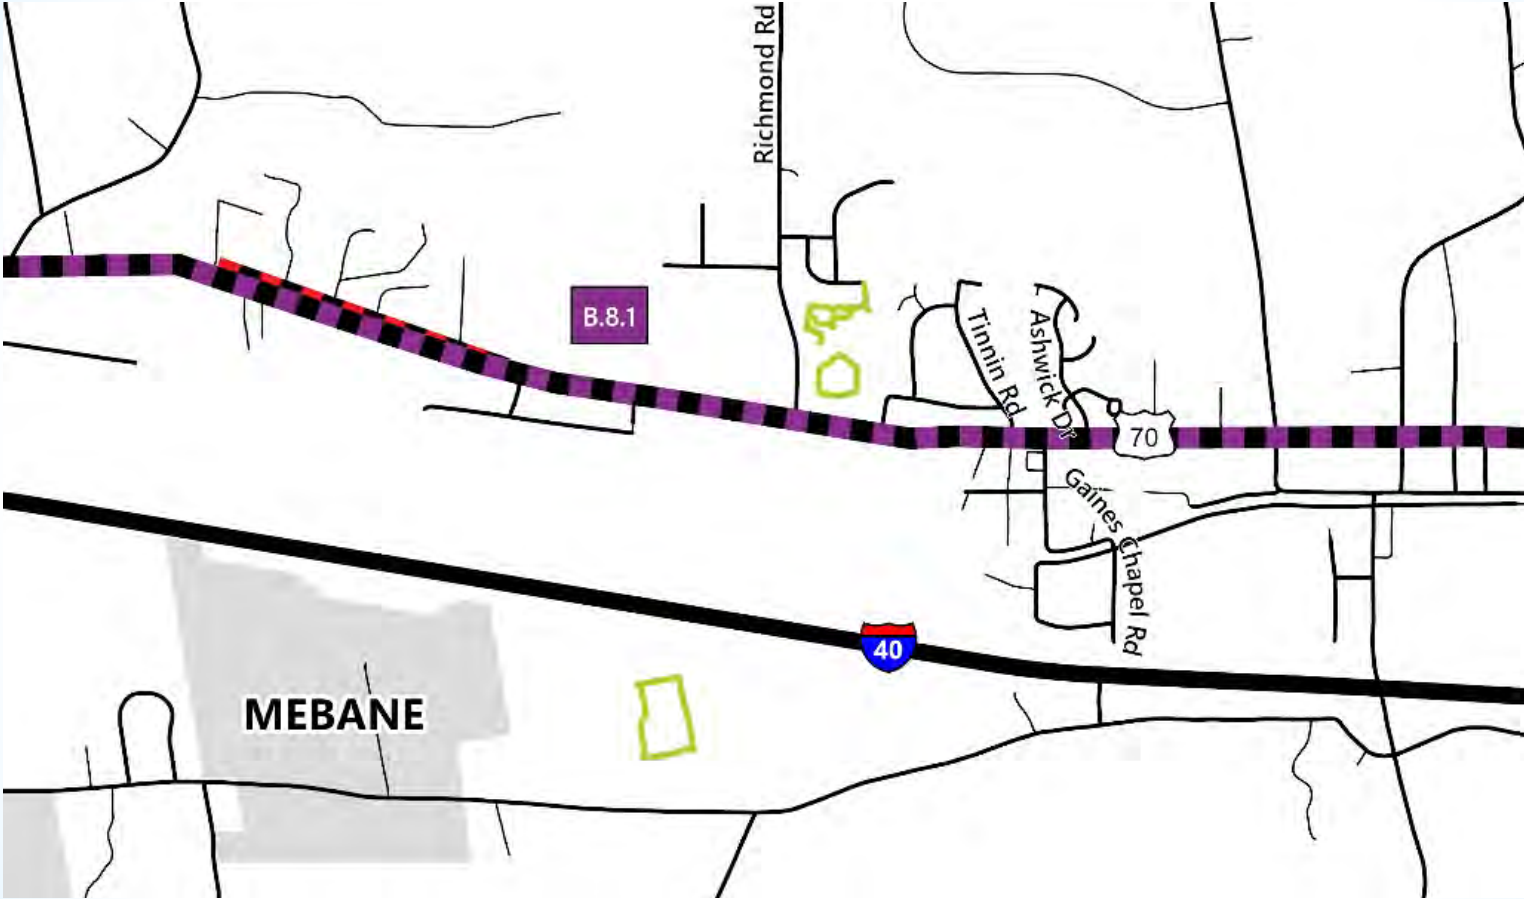 Richmond Rd
B.8.1
Tinnin Rd
Ashwick Dr
70
Gaines Chapel Rd
40
MEBANE